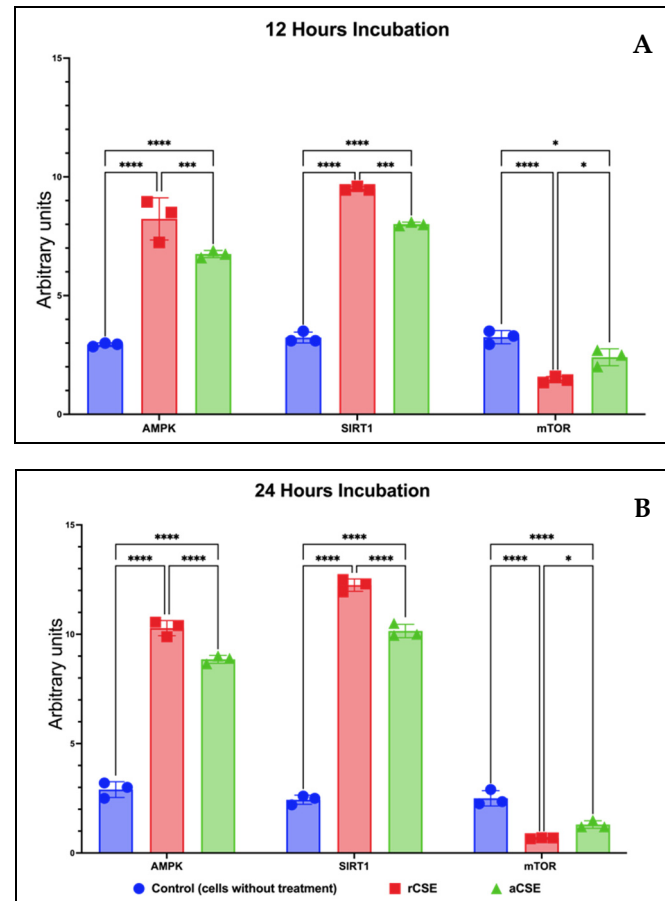 12 Hours Incubation
A
15
10
5
0
Arbitrary units
****
****
***
****
****
***
*
****
*
AMPK
SIRT1
mTOR
24 Hours Incubation
B
15
10
5
0
Arbitrary units
****
****
****
****
****
****
****
****
*
AMPK
SIRT1
mTOR
Control (cells without treatment)
rCSE
aCSE